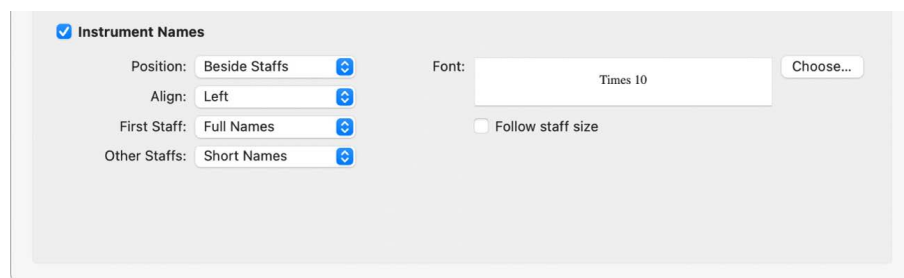 Instrument Names
Position: Beside Staffs Font: Times 10 Choose...
Align: Left
First Staff: Full Names Follow staff size
Other Staffs: Short Names